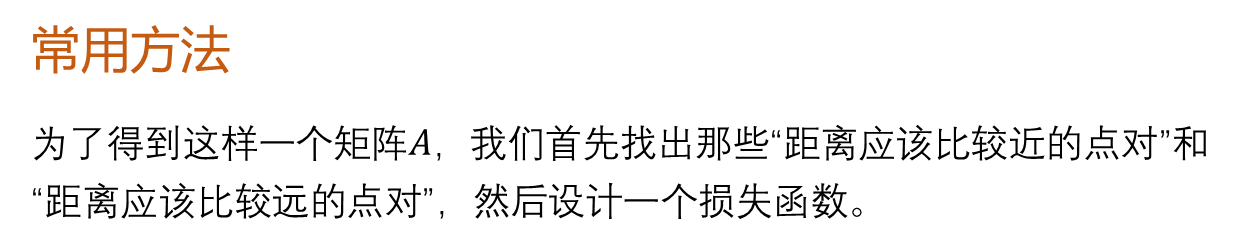 常用方法
为了得到这样一个矩阵A，我们首先找出那些“距离应该比较近的点对”和
“距离应该比较远的点对”，然后设计一个损失函数。